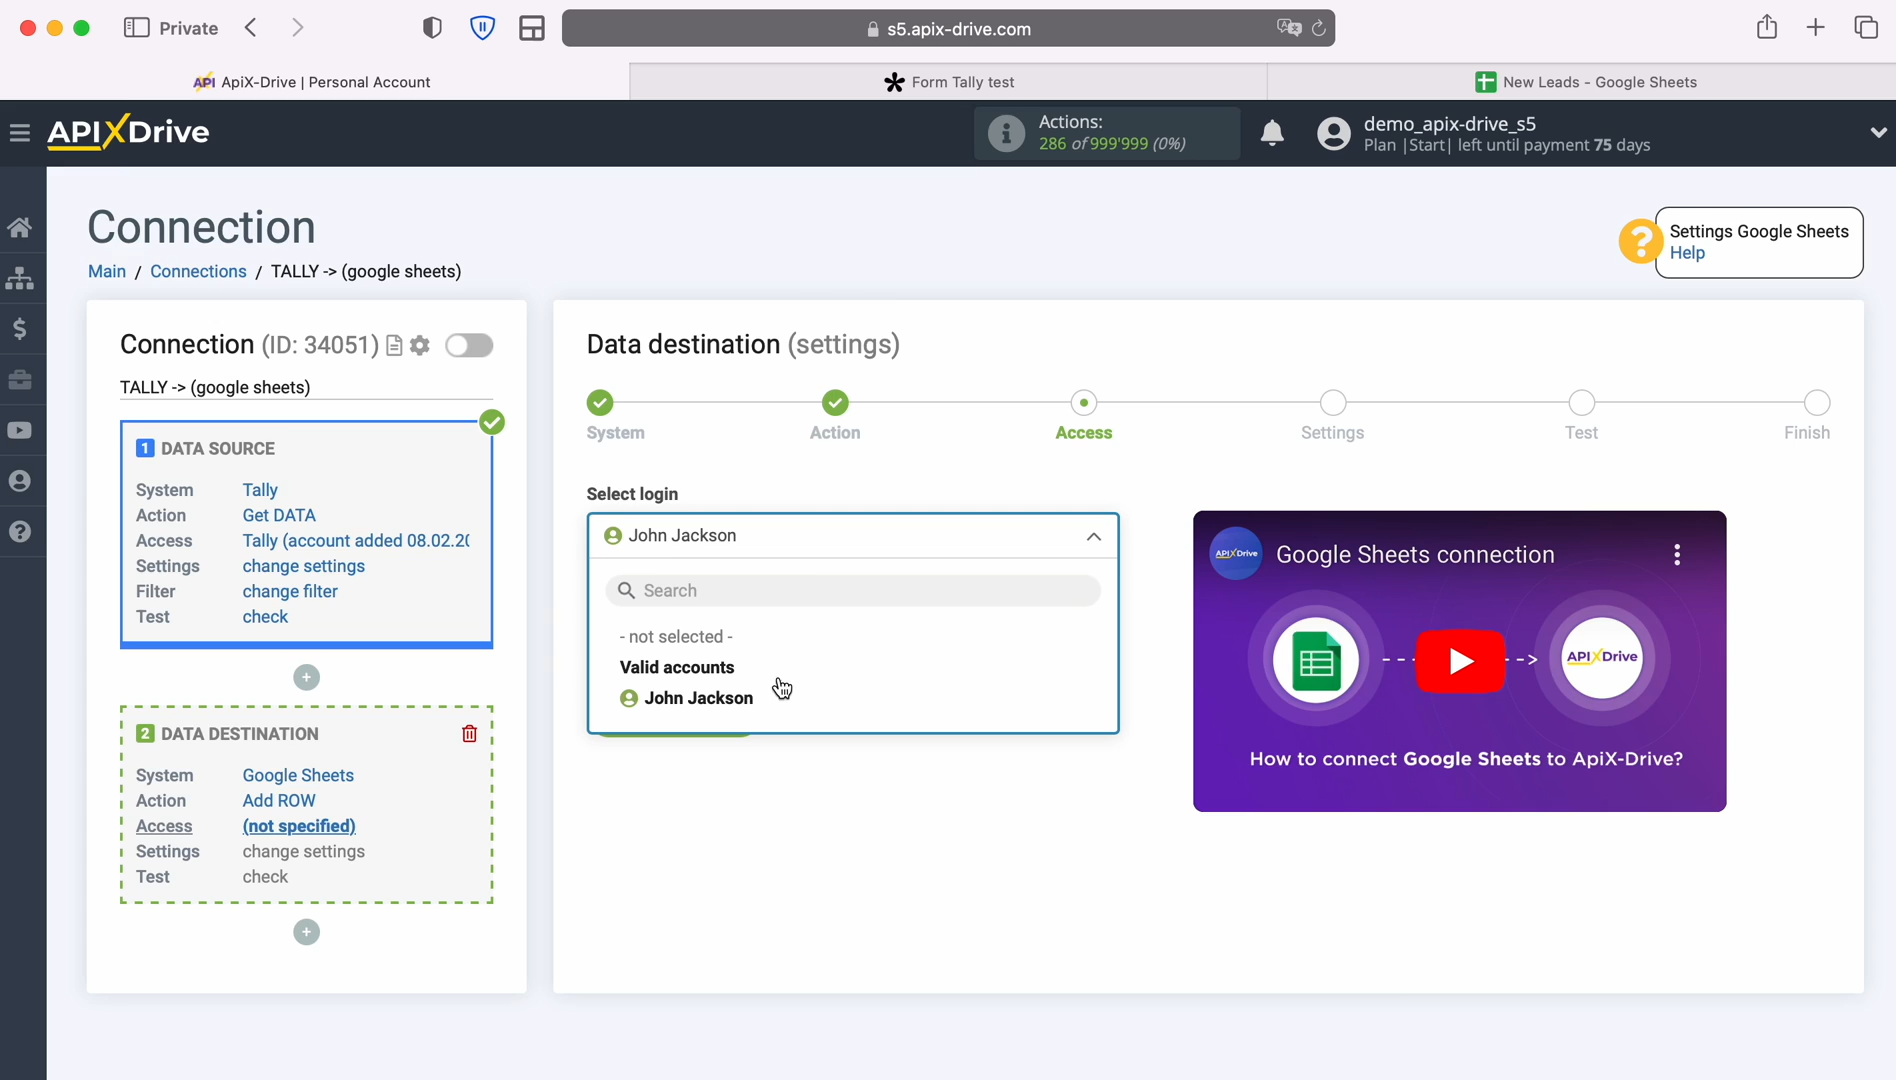 Private
s5.apix-drive.com
API ApiX-Drive | Personal Account
Form Tally test
New Leads - Google Sheets
APIXDrive
Actions:
286 of 999'999 (0%)
demo_apix-drive_s5
Plan |Start| left until payment 75 days
Connection
Main / Connections / TALLY -> (google sheets)
? Settings Google Sheets
Help
Connection (ID: 34051)
TALLY -> (google sheets)
1 DATA SOURCE
System Tally
Action Get DATA
Access Tally (account added 08.02.20
Settings change settings
Filter change filter
Test check
+
2 DATA DESTINATION
System Google Sheets
Action Add ROW
Access (not specified)
Settings change settings
Test check
+
Data destination (settings)
System Action Access Settings Test Finish
Select login
John Jackson
Search
- not selected -
Valid accounts
John Jackson
APIXDrive Google Sheets connection
APIXDrive
How to connect Google Sheets to ApiX-Drive?